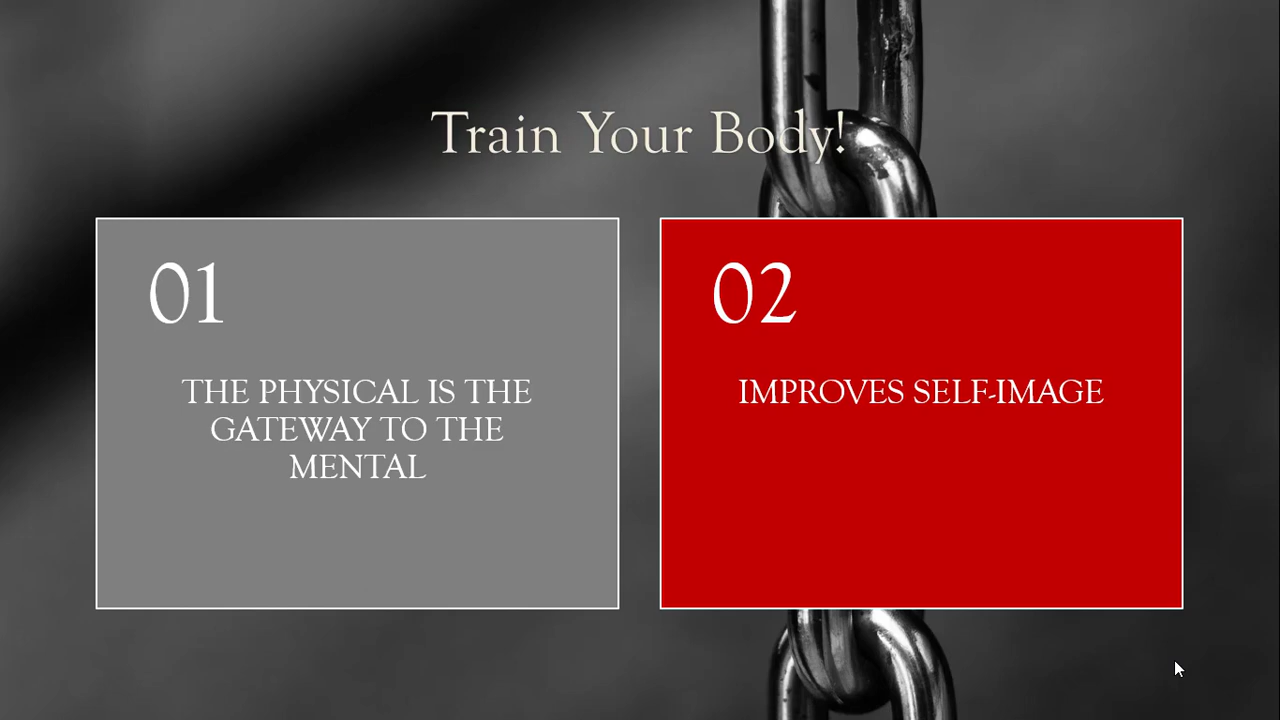 Train Your Body!
01
THE PHYSICAL IS THE
GATEWAY TO THE
MENTAL
02
IMPROVES SELF-IMAGE